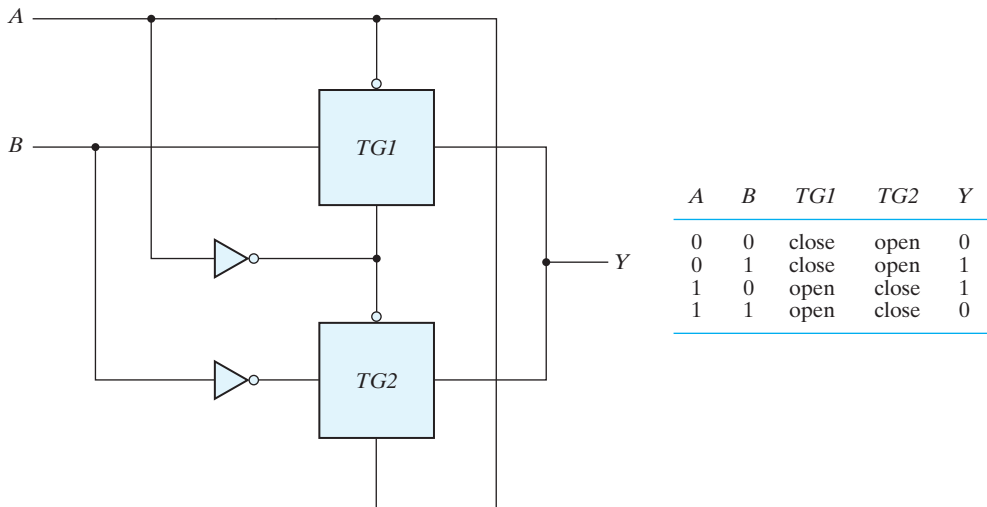 A
B
TG1
TG2
Y
A B TG1 TG2 Y
0 0 close open 0
0 1 close open 1
1 0 open close 1
1 1 open close 0